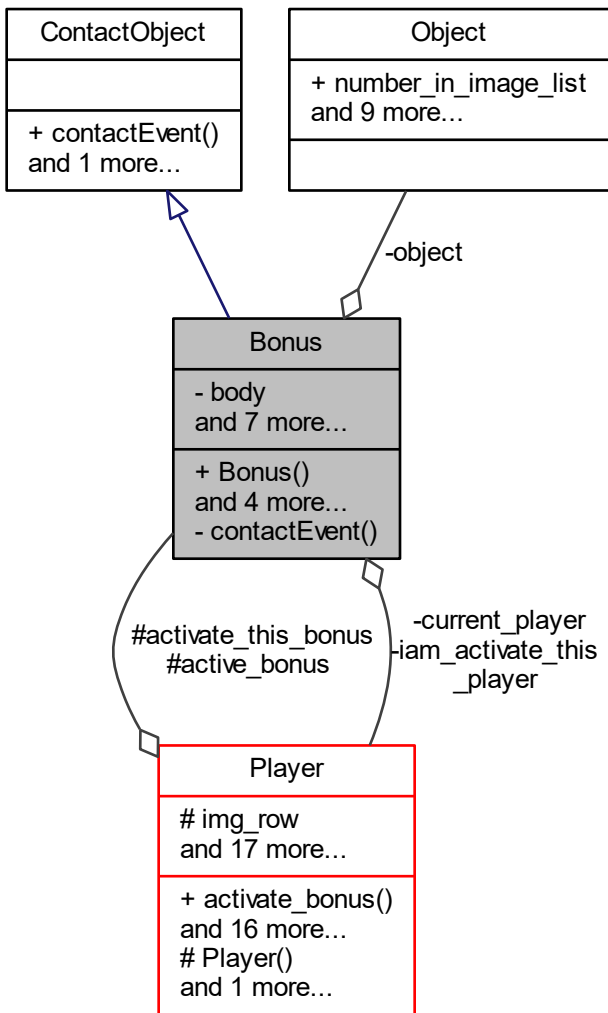 ContactObject
+ contactEvent()
and 1 more...
Object
+ number_in_image_list
and 9 more...
-object
Bonus
- body
and 7 more...
+ Bonus()
and 4 more...
- contactEvent()
#activate_this_bonus
#active_bonus
-current_player
-iam_activate_this
_player
Player
# img_row
and 17 more...
+ activate_bonus()
and 16 more...
# Player()
and 1 more...